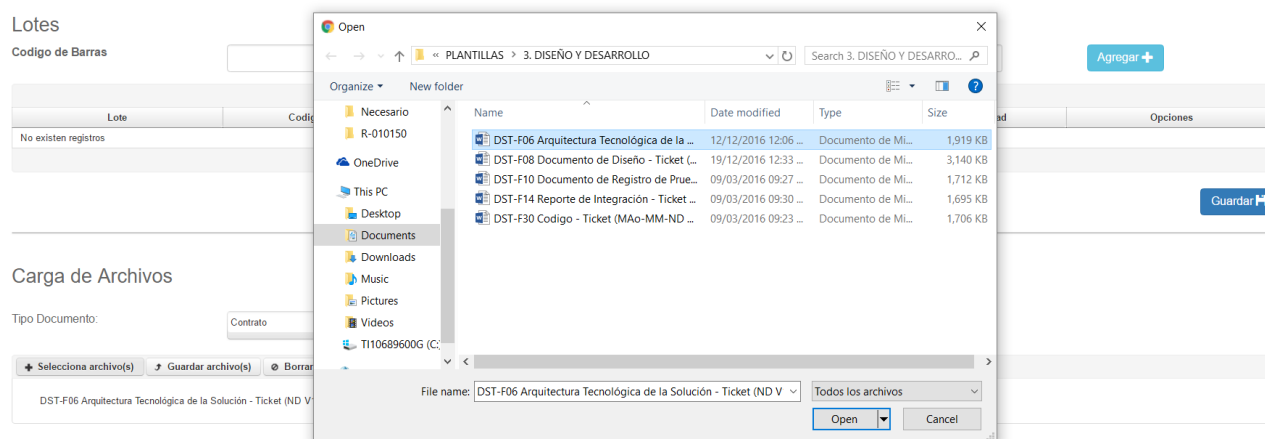 Lotes
Codigo de Barras
Agregar
Lote
Codig
ad
Opciones
No existen registros
Guardar
Carga de Archivos
Tipo Documento:
Contrato
Selecciona archivo(s)
Guardar archivo(s)
Borrar
DST-F06 Arquitectura Tecnológica de la Solución - Ticket (ND V
Open
« PLANTILLAS > 3. DISEÑO Y DESARROLLO
Search 3. DISEÑO Y DESARRO...
Organize
New folder
Necesario
R-010150
OneDrive
This PC
Desktop
Documents
Downloads
Music
Pictures
Videos
TI10689600G (C:)
Name Date modified Type Size
DST-F06 Arquitectura Tecnológica de la ... 12/12/2016 12:06 ... Documento de Mi... 1,919 KB
DST-F08 Documento de Diseño - Ticket (... 19/12/2016 12:33 ... Documento de Mi... 3,140 KB
DST-F10 Documento de Registro de Prue... 09/03/2016 09:27 ... Documento de Mi... 1,712 KB
DST-F14 Reporte de Integración - Ticket ... 09/03/2016 09:30 ... Documento de Mi... 1,695 KB
DST-F30 Codigo - Ticket (MAo-MM-ND ... 09/03/2016 09:23 ... Documento de Mi... 1,706 KB
File name: DST-F06 Arquitectura Tecnológica de la Solución - Ticket (ND V
Todos los archivos
Open
Cancel